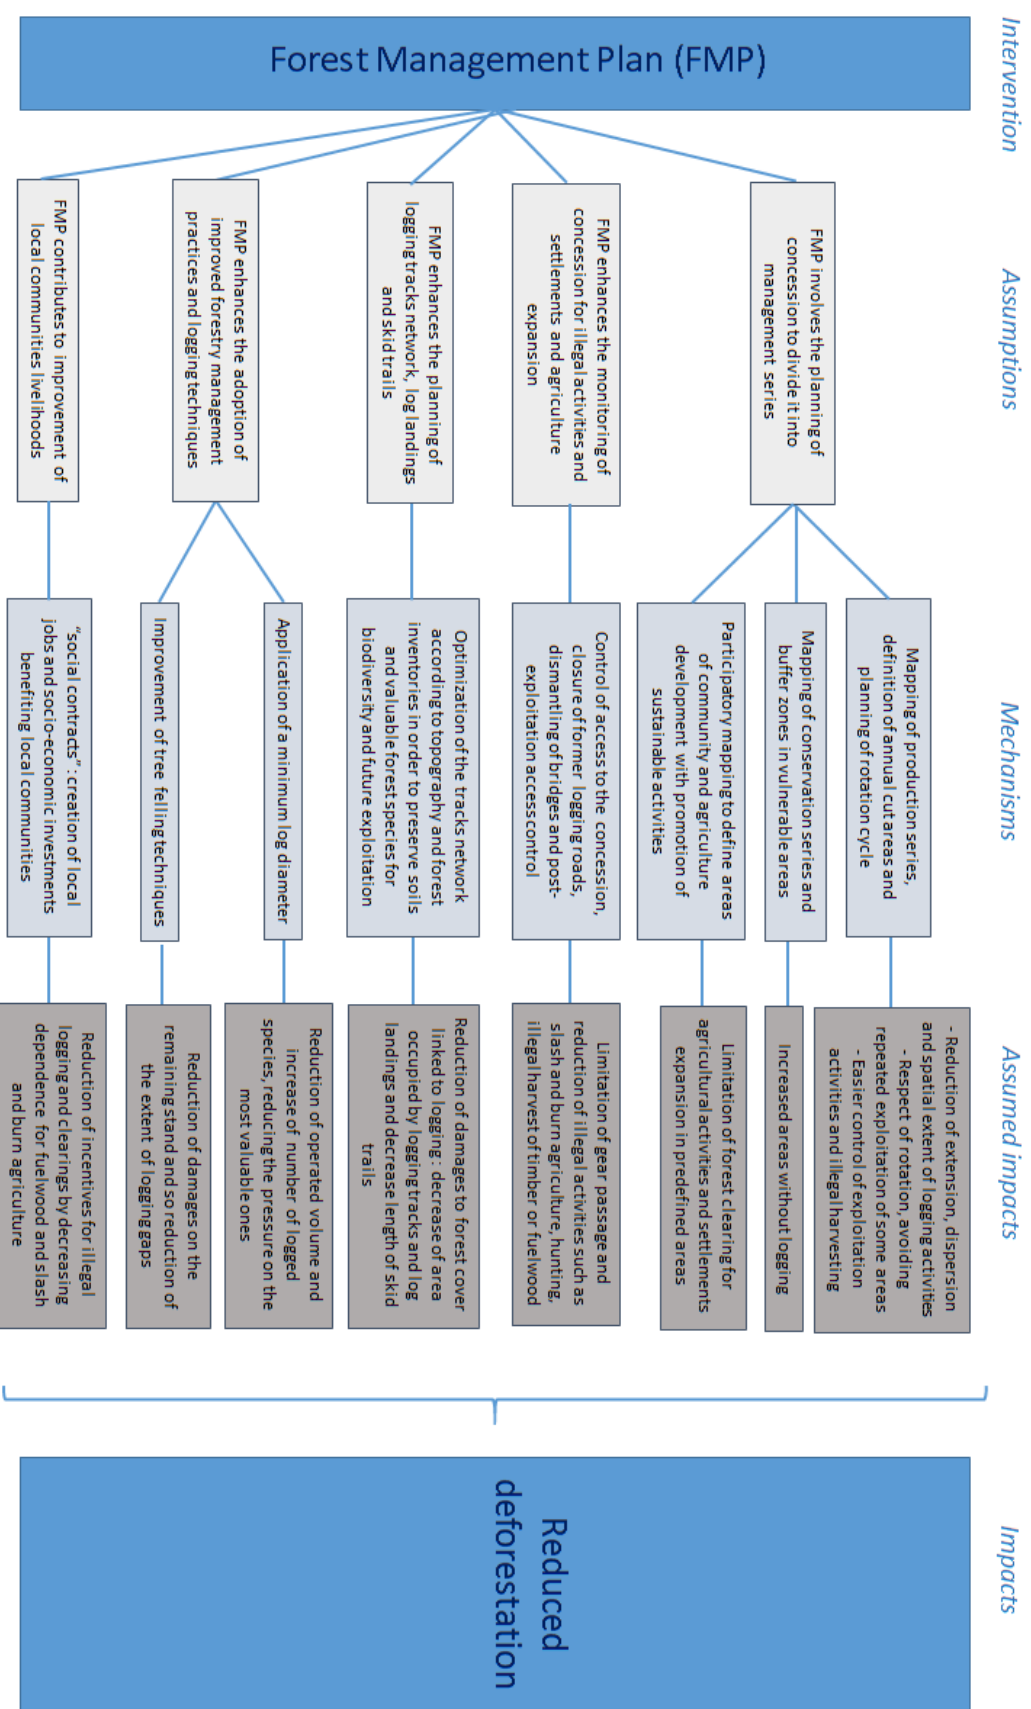 Intervention
Assumptions
Mechanisms
Assumed impacts
Impacts
Forest Management Plan (FMP)
FMP involves the planning of
concession to divide it into
management series
FMP enhances the monitoring of
concession for illegal activities and
settlements and agriculture
expansion
FMP enhances the planning of
logging tracks network, log landings
and skid trails
FMP enhances the adoption of
improved forestry management
practices and logging techniques
FMP contributes to improvement of
local communities livelihoods
Mapping of production series,
definition of annual cut areas and
planning of rotation cycle
Mapping of conservation series and
buffer zones in vulnerable areas
Participatory mapping to define areas
of community and agriculture
development with promotion of
sustainable activities
Control of access to the concession,
closure of former logging roads,
dismantling of bridges and post-
exploitation access control
Optimization of the tracks network
according to topography and forest
inventories in order to preserve soils
and valuable forest species for
biodiversity and future exploitation
Application of a minimum log diameter
Improvement of tree felling techniques
"social contracts" : creation of local
jobs and socio-economic investments
benefiting local communities
- Reduction of extension, dispersion
and spatial extent of logging activities
- Respect of rotation, avoiding
repeated exploitation of some areas
- Easier control of exploitation
activities and illegal harvesting
Increased areas without logging
Limitation of forest clearing for
agricultural activities and settlements
expansion in predefined areas
Limitation of gear passage and
reduction of illegal activities such as
slash and burn agriculture, hunting,
illegal harvest of timber or fuelwood
Reduction of damages to forest cover
linked to logging : decrease of area
occupied by logging tracks and log
landings and decrease length of skid
trails
Reduction of operated volume and
increase of number of logged
species, reducing the pressure on the
most valuable ones
Reduction of damages on the
remaining stand and so reduction of
the extent of logging gaps
Reduction of incentives for illegal
logging and clearings by decreasing
dependence for fuelwood and slash
and burn agriculture
Reduced
deforestation